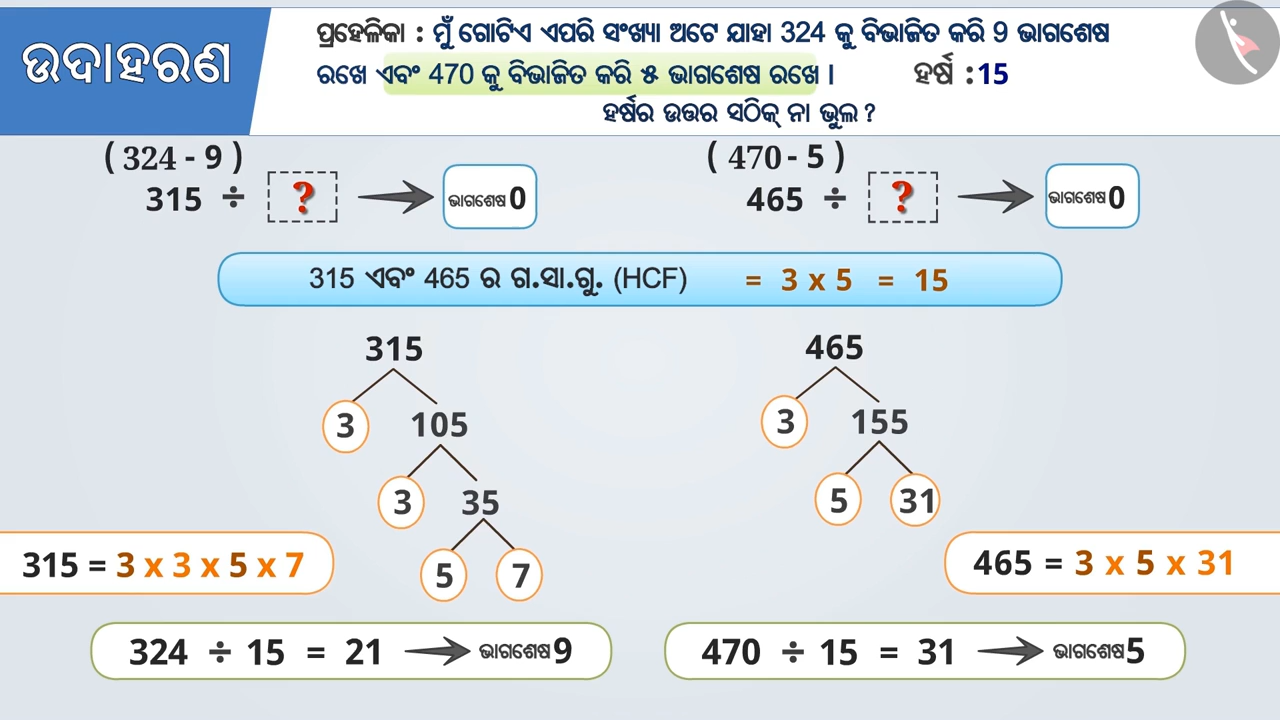 ଉଦାହରଣ
ପ୍ରହେଳିକା : ମୁଁ ଗୋଟିଏ ଏପରି ସଂଖ୍ୟା ଅଟେ ଯାହା 324 କୁ ବିଭାଜିତ କରି 9 ଭାଗଶେଷ
ରଖେ ଏବଂ 470 କୁ ବିଭାଜିତ କରି ୫ ଭାଗଶେଷ ରଖେ । ହର୍ଷ :15
ହର୍ଷର ଉତ୍ତର ସଠିକ୍ ନା ଭୁଲ ?
( 324 - 9 ) ( 470 - 5 )
315 ÷ ? ଭାଗଶେଷ 0 465 ÷ ? ଭାଗଶେଷ 0
315 ଏବଂ 465 ର ଗ.ସା.ଗୁ. (HCF) = 3 x 5 = 15
315 465
3 105 3 155
3 35 5 31
5 7
315 = 3 x 3 x 5 x 7 465 = 3 x 5 x 31
324 ÷ 15 = 21 ଭାଗଶେଷ 9 470 ÷ 15 = 31 ଭାଗଶେଷ 5